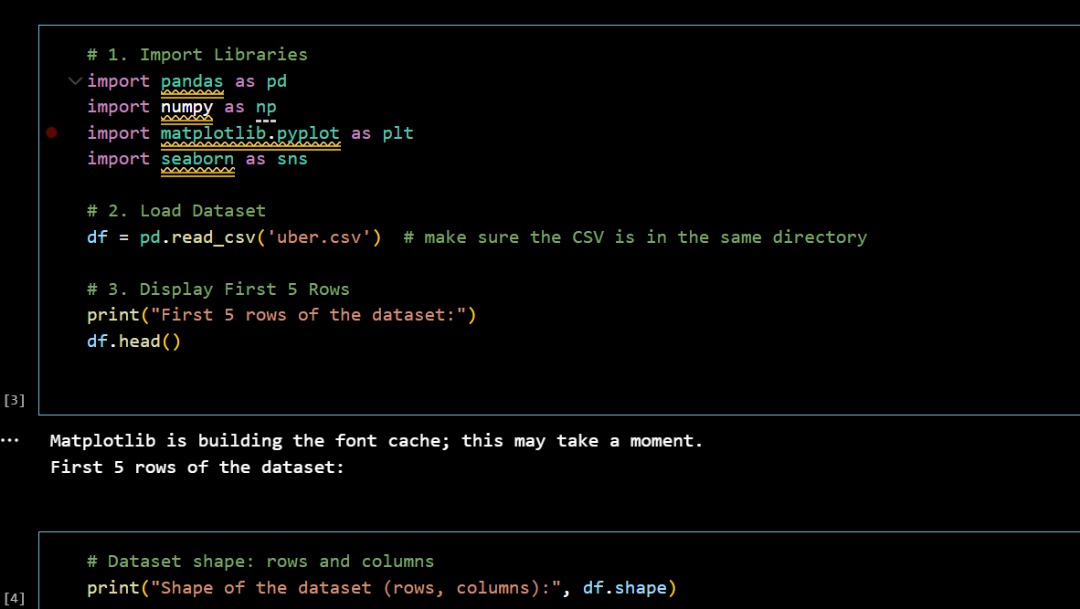 # 1. Import Libraries
import pandas as pd
import numpy as np
import matplotlib.pyplot as plt
import seaborn as sns
# 2. Load Dataset
df = pd.read_csv('uber.csv')  # make sure the CSV is in the same directory
# 3. Display First 5 Rows
print("First 5 rows of the dataset:")
df.head()
[3]
... Matplotlib is building the font cache; this may take a moment.
First 5 rows of the dataset:
# Dataset shape: rows and columns
print("Shape of the dataset (rows, columns):", df.shape)
[4]